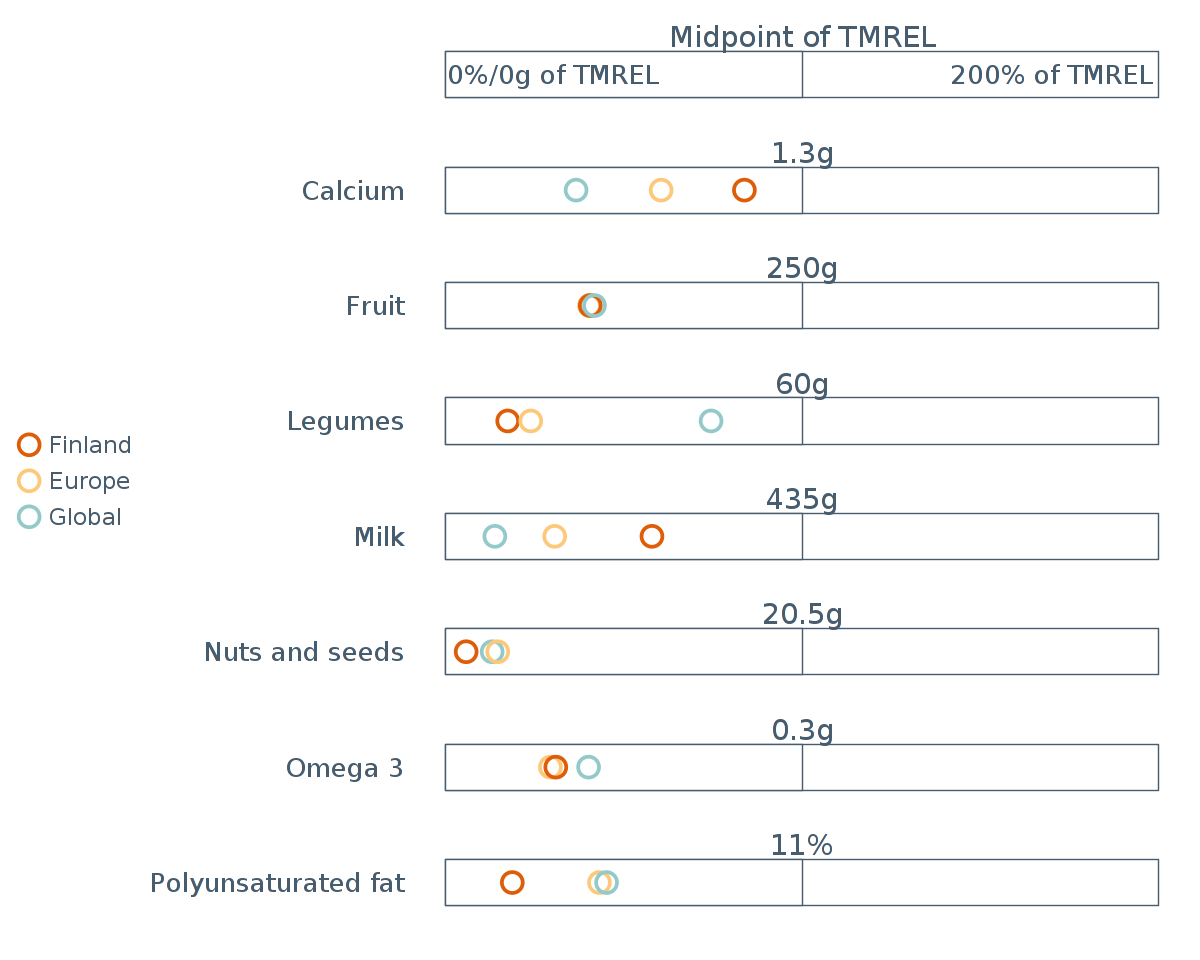 Midpoint of TMREL
0%/0g of TMREL
200% of TMREL
1.3g
Calcium
250g
Fruit
60g
Legumes
435g
Milk
20.5g
Nuts and seeds
0.3g
Omega 3
11%
Polyunsaturated fat
Finland
Europe
Global